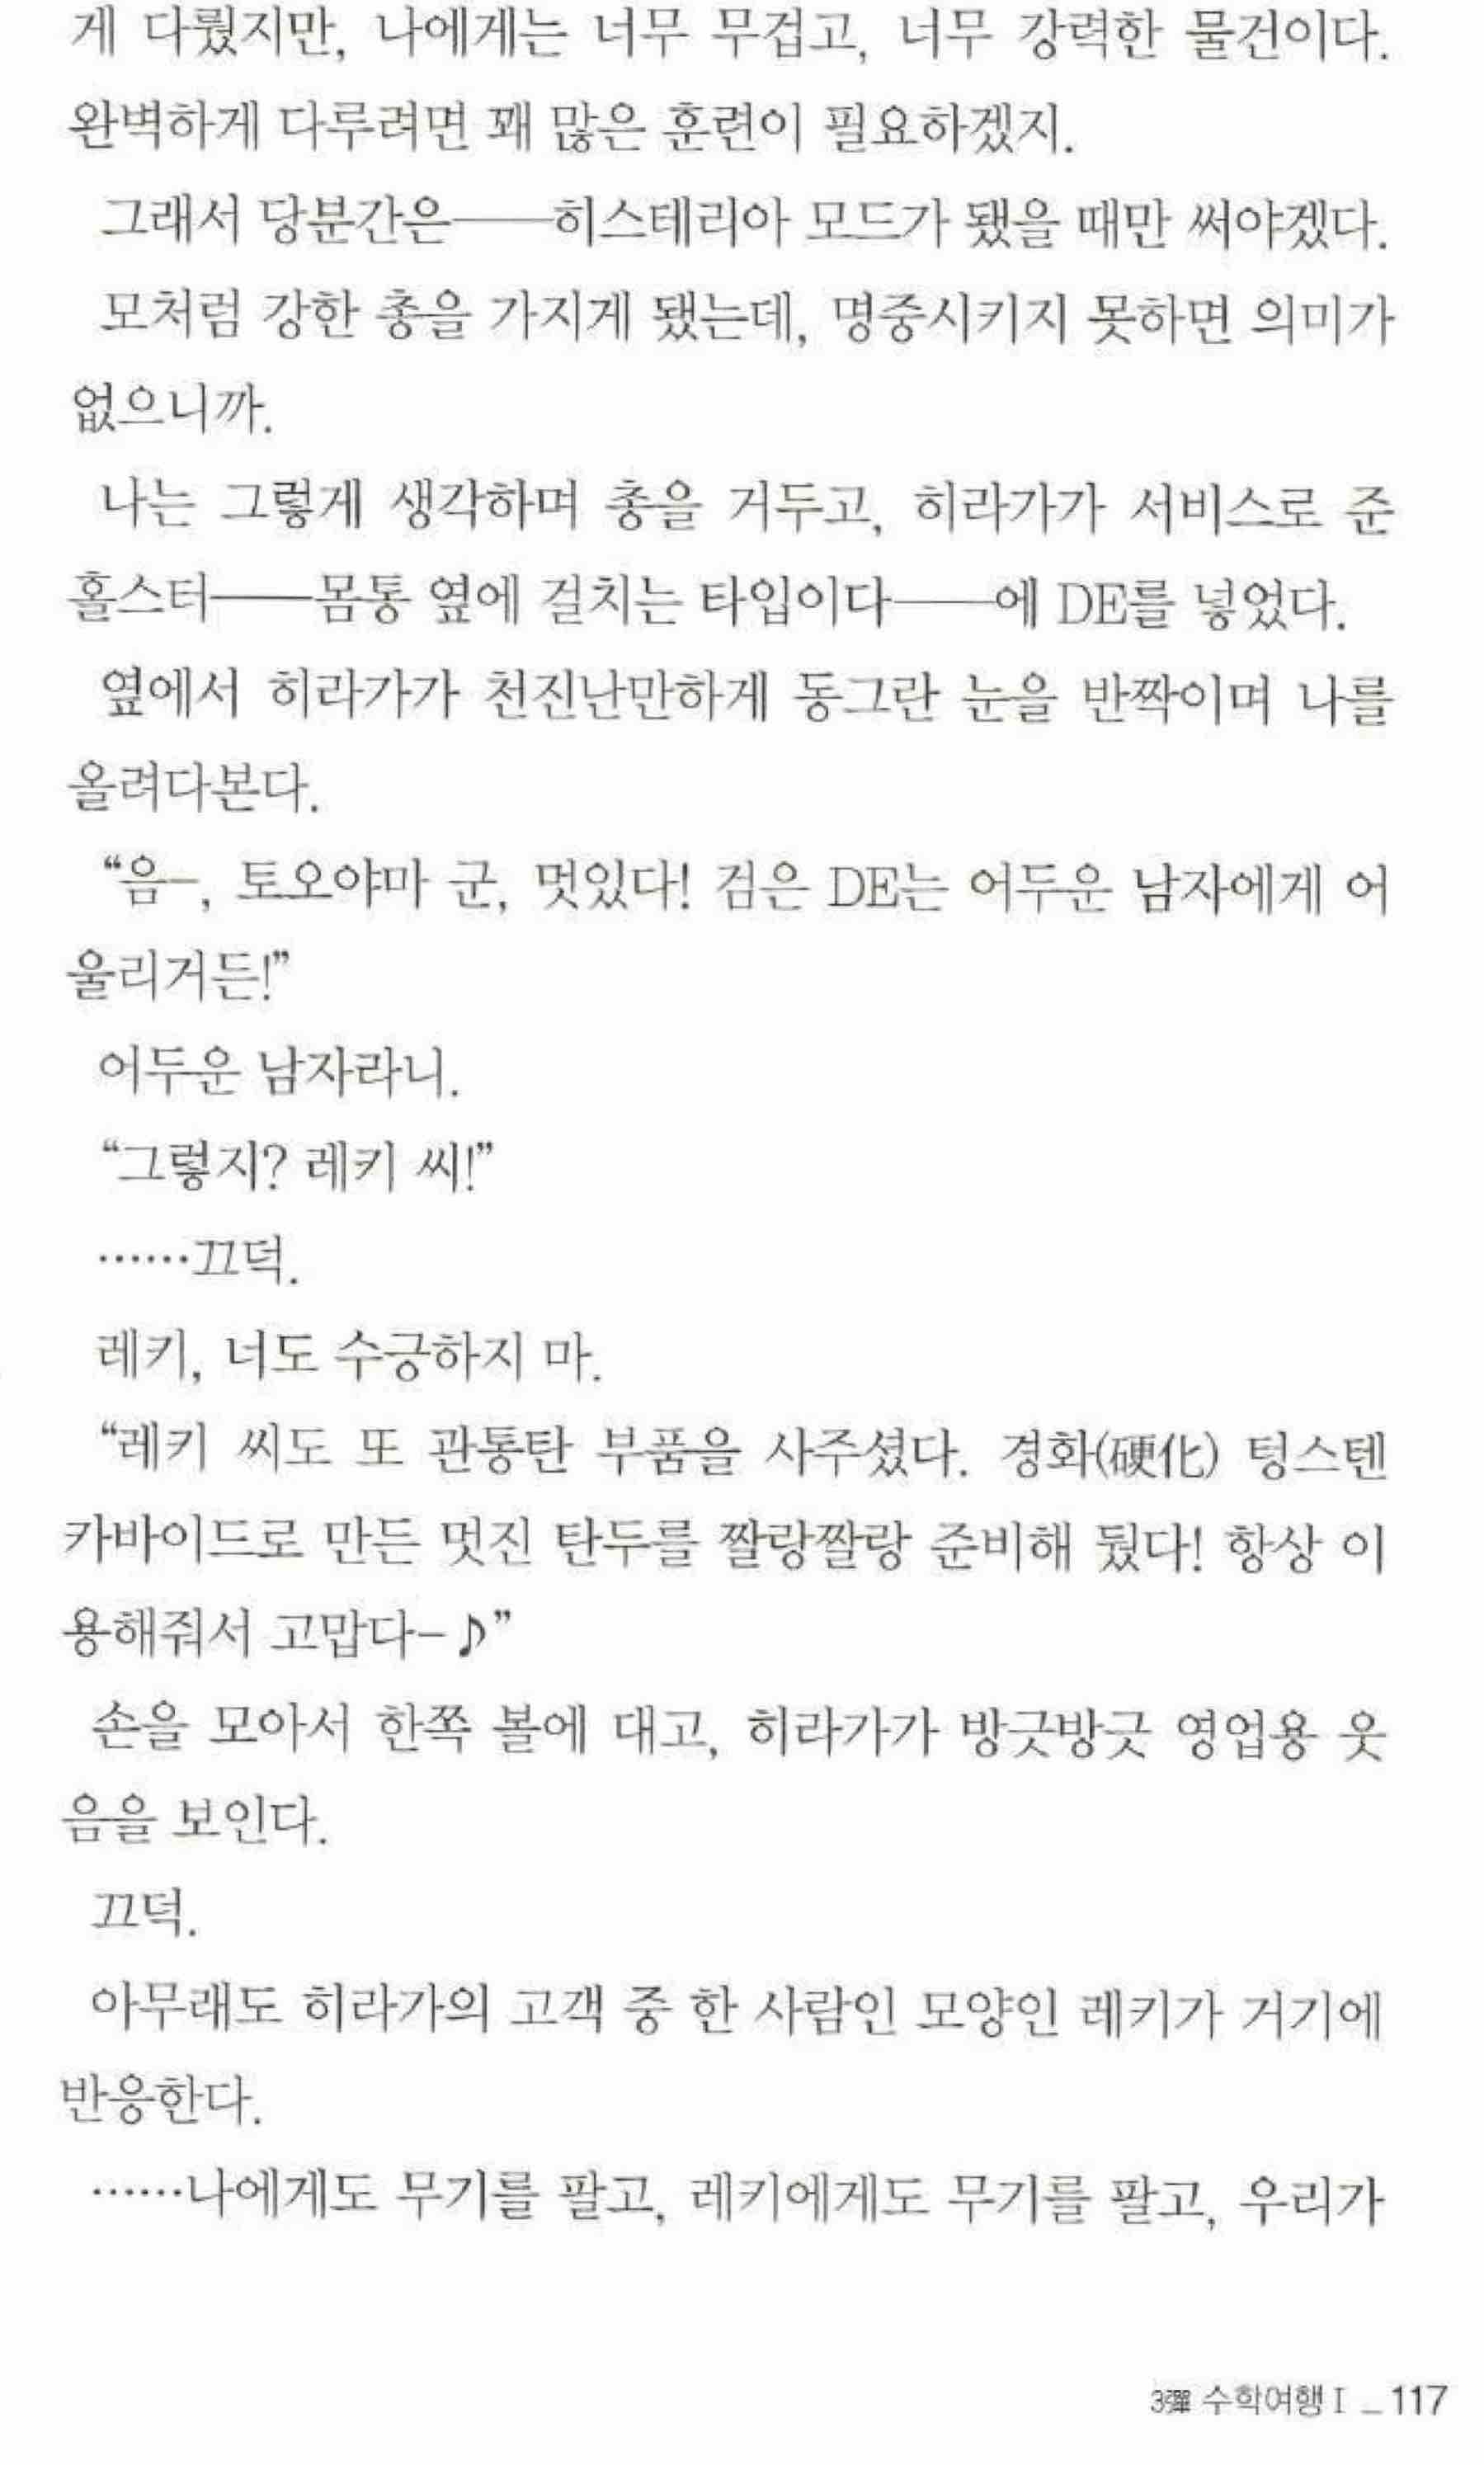 게 다뤘지만, 나에게는 너무 무겁고, 너무 강력한 물건이다.
완벽하게 다루려면 꽤 많은 훈련이 필요하겠지.
그래서 당분간은──히스테리아 모드가 됐을 때만 써야겠다.
모처럼 강한 총을 가지게 됐는데, 명중시키지 못하면 의미가
없으니까.
나는 그렇게 생각하며 총을 거두고, 히라가가 서비스로 준
홀스터──몸통 옆에 걸치는 타입이다──에 DE를 넣었다.
옆에서 히라가가 천진난만하게 동그란 눈을 반짝이며 나를
올려다본다.
“음-, 토오야마 군, 멋있다! 검은 DE는 어두운 남자에게 어
울리거든!”
어두운 남자라니.
“그렇지? 레키 씨!”
……끄덕.
레키, 너도 수긍하지 마.
“레키 씨도 또 관통탄 부품을 사주셨다. 경화(硬化) 텅스텐
카바이드로 만든 멋진 탄두를 짤랑짤랑 준비해 뒀다! 항상 이
용해줘서 고맙다-♪”
손을 모아서 한쪽 볼에 대고, 히라가가 방긋방긋 영업용 웃
음을 보인다.
끄덕.
아무래도 히라가의 고객 중 한 사람인 모양인 레키가 거기에
반응한다.
……나에게도 무기를 팔고, 레키에게도 무기를 팔고, 우리가
3彈 수학여행 I _ 117